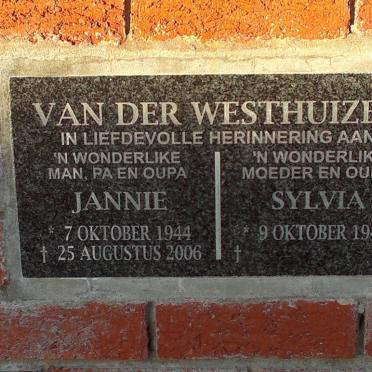 VAN DER WESTHUIZE
IN LIEFDEVOLLE HERINNERING AAN
'N WONDERLIKE
MAN, PA EN OUPA
JANNIE
* 7 OKTOBER 1944
† 25 AUGUSTUS 2006
'N WONDERLIK
MOEDER EN OU
SYLVIA
* 9 OKTOBER 194
†